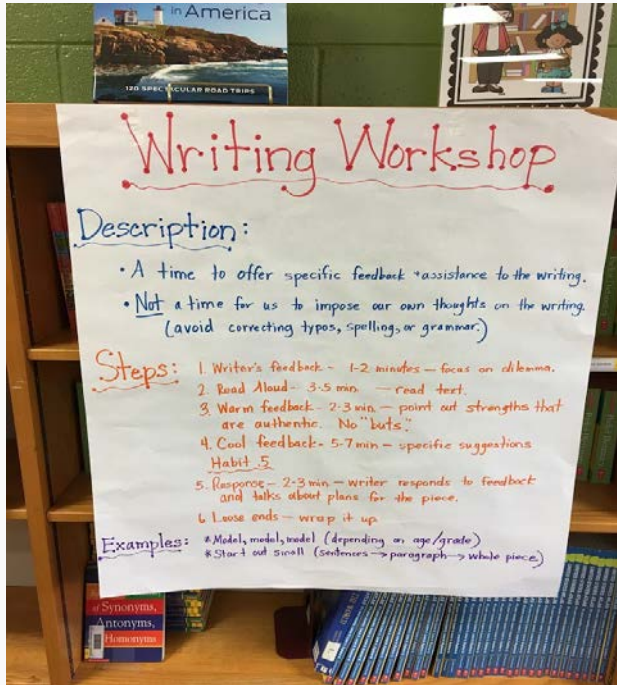 in America
120 SPECTACULAR ROAD TRIPS
Writing Workshop
Description:
• A time to offer specific feedback + assistance to the writing.
• Not a time for us to impose our own thoughts on the writing.
(avoid correcting typos, spelling, or grammar.)
Steps:
1. Writer's feedback - 1-2 minutes — focus on dilemma.
2. Read Aloud - 3-5 min. — read text.
3. Warm feedback - 2-3 min. — point out strengths that
are authentic. No "buts."
4. Cool feedback - 5-7 min — specific suggestions
Habit 5
5. Response - 2-3 min — writer responds to feedback
and talks about plans for the piece.
6. Loose ends — wrap it up
Examples:
* Model, model, model (depending on age/grade)
* Start out small (sentences → paragraph → whole piece)
of Synonyms,
Antonyms,
Homonyms